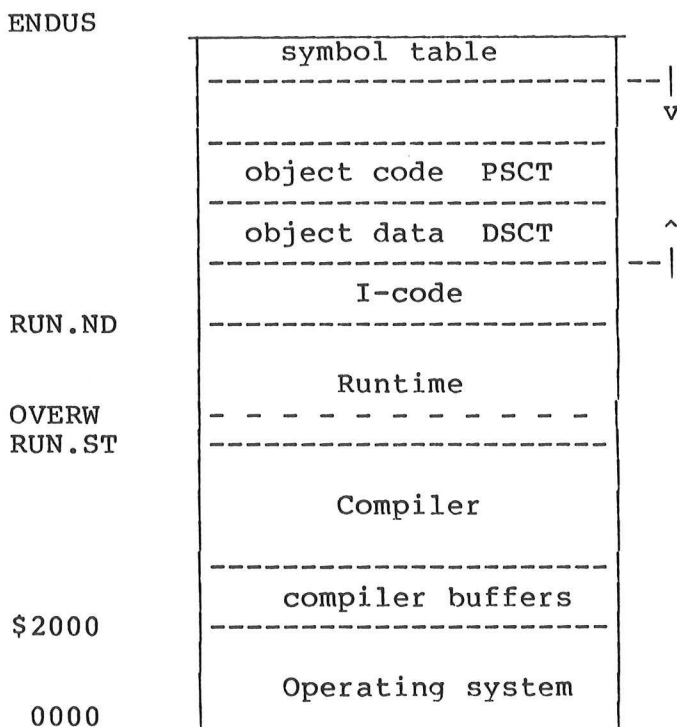 ENDUS
symbol table
object code PSCT
object data DSCT
I-code
RUN.ND
Runtime
OVERW
RUN.ST
Compiler
compiler buffers
$2000
Operating system
0000